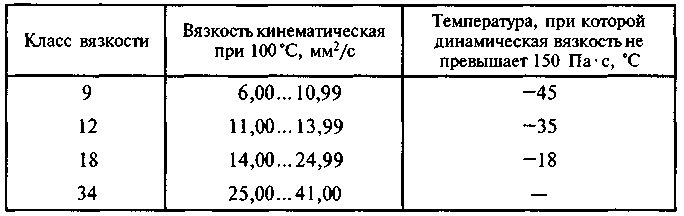 Класс вязкости
Вязкость кинематическая
при 100 °С, мм²/с
Температура, при которой
динамическая вязкость не
превышает 150 Па · с, °С
9 6,00...10,99 −45
12 11,00...13,99 −35
18 14,00...24,99 −18
34 25,00...41,00 —